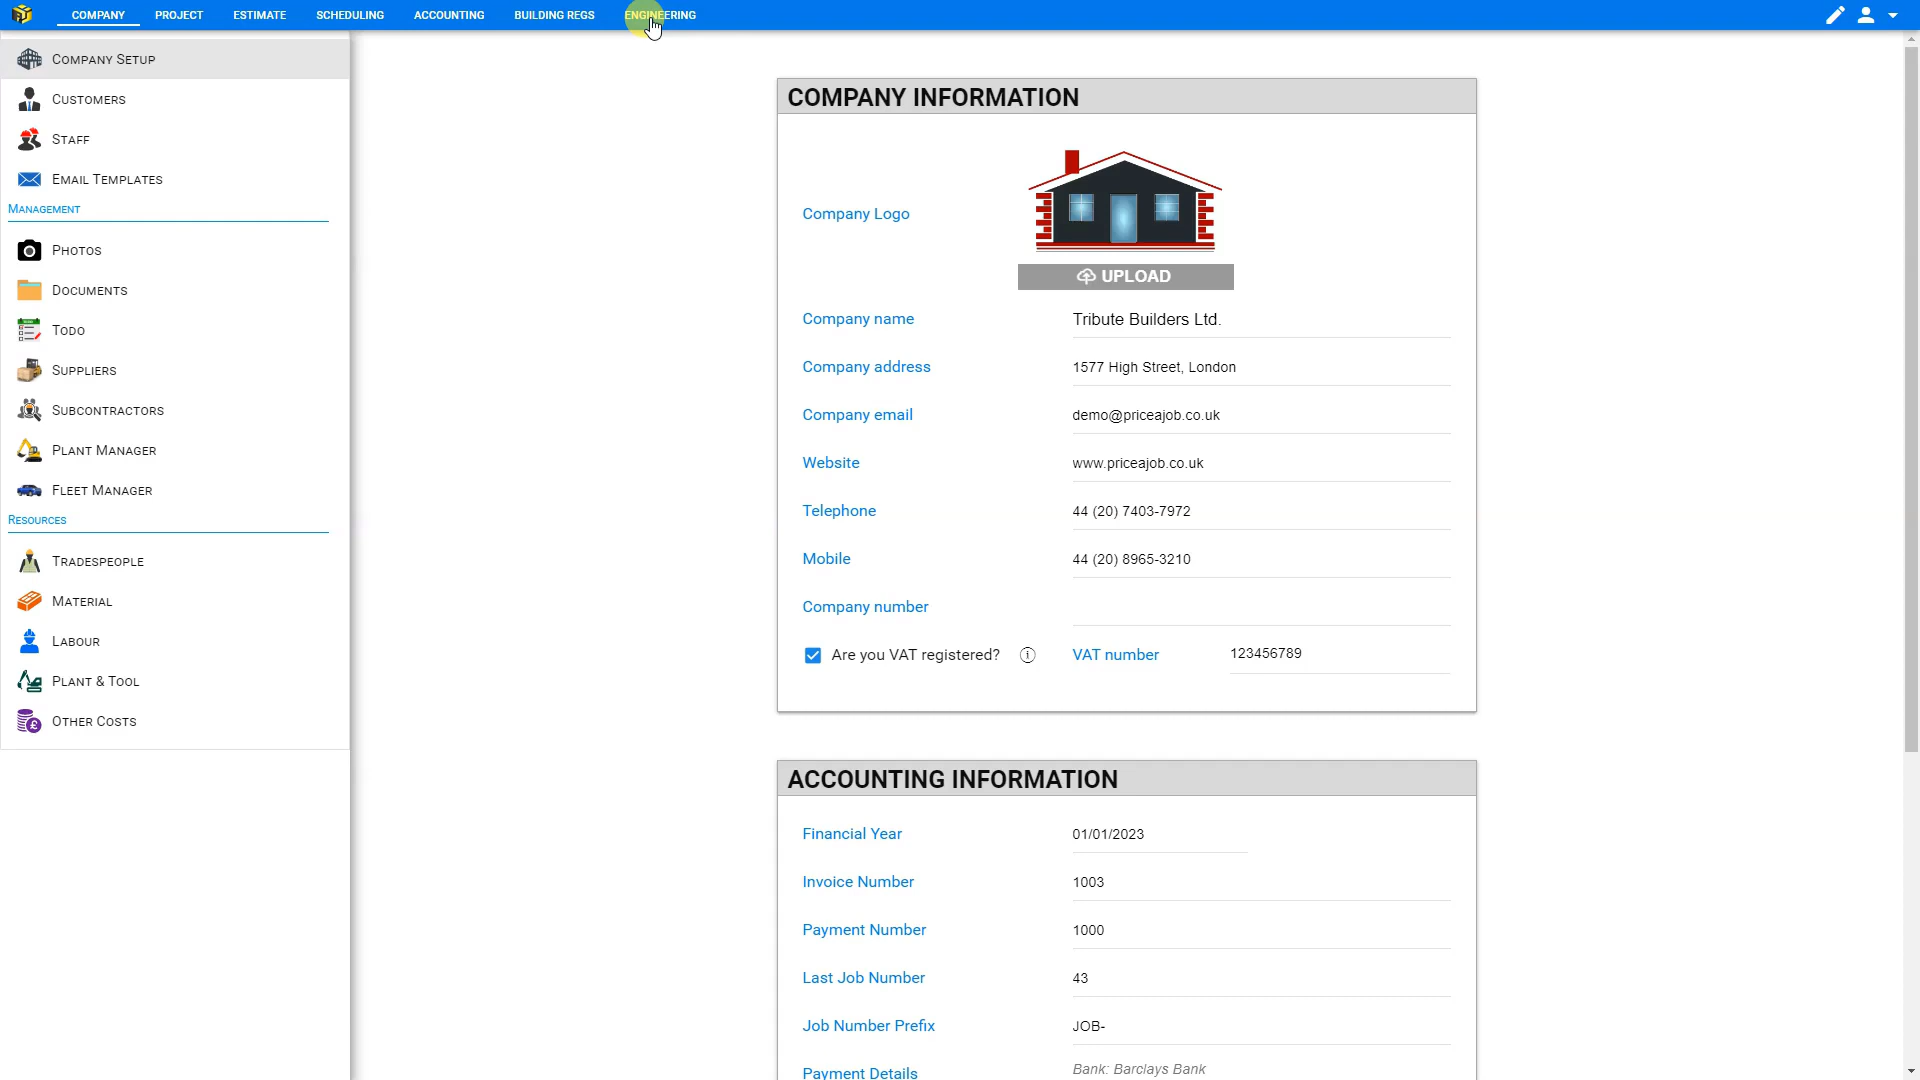 COMPANY PROJECT ESTIMATE SCHEDULING ACCOUNTING BUILDING REGS ENGINEERING
Company Setup
Customers
Staff
Email Templates
Management
Photos
Documents
Todo
Suppliers
Subcontractors
Plant Manager
Fleet Manager
Resources
Tradespeople
Material
Labour
Plant & Tool
Other Costs
COMPANY INFORMATION
Company Logo
UPLOAD
Company name Tribute Builders Ltd.
Company address 1577 High Street, London
Company email demo@priceajob.co.uk
Website www.priceajob.co.uk
Telephone 44 (20) 7403-7972
Mobile 44 (20) 8965-3210
Company number
Are you VAT registered? VAT number 123456789
ACCOUNTING INFORMATION
Financial Year 01/01/2023
Invoice Number 1003
Payment Number 1000
Last Job Number 43
Job Number Prefix JOB-
Payment Details Bank: Barclays Bank